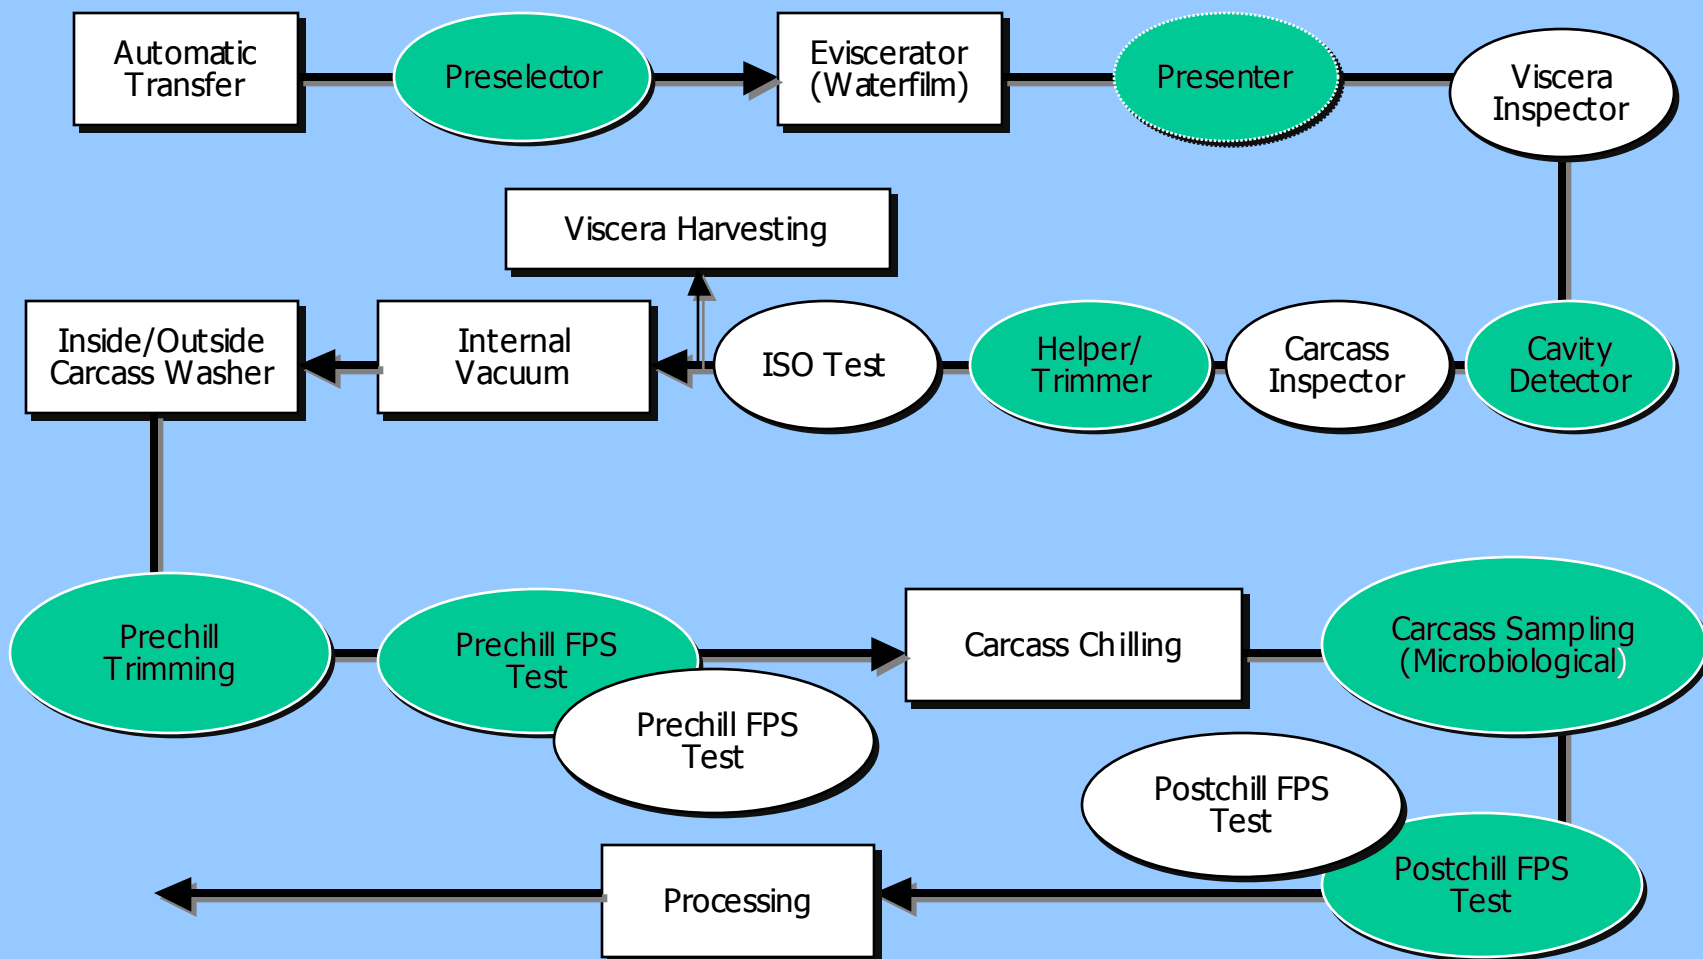 Automatic
Transfer
Preselector
Eviscerator
(Waterfilm)
Presenter
Viscera
Inspector
Viscera Harvesting
Inside/Outside
Carcass Washer
Internal
Vacuum
ISO Test
Helper/
Trimmer
Carcass
Inspector
Cavity
Detector
Prechill
Trimming
Prechill FPS
Test
Prechill FPS
Test
Carcass Chilling
Carcass Sampling
(Microbiological)
Postchill FPS
Test
Postchill FPS
Test
Processing